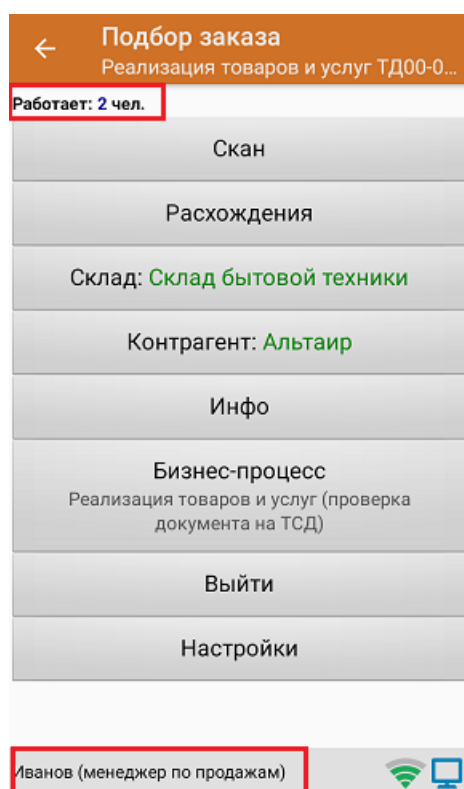 Подбор заказа
Реализация товаров и услуг ТД00-0...
Работает: 2 чел.
Скан
Расхождения
Склад: Склад бытовой техники
Контрагент: Альтаир
Инфо
Бизнес-процесс
Реализация товаров и услуг (проверка
документа на ТСД)
Выйти
Настройки
Иванов (менеджер по продажам)